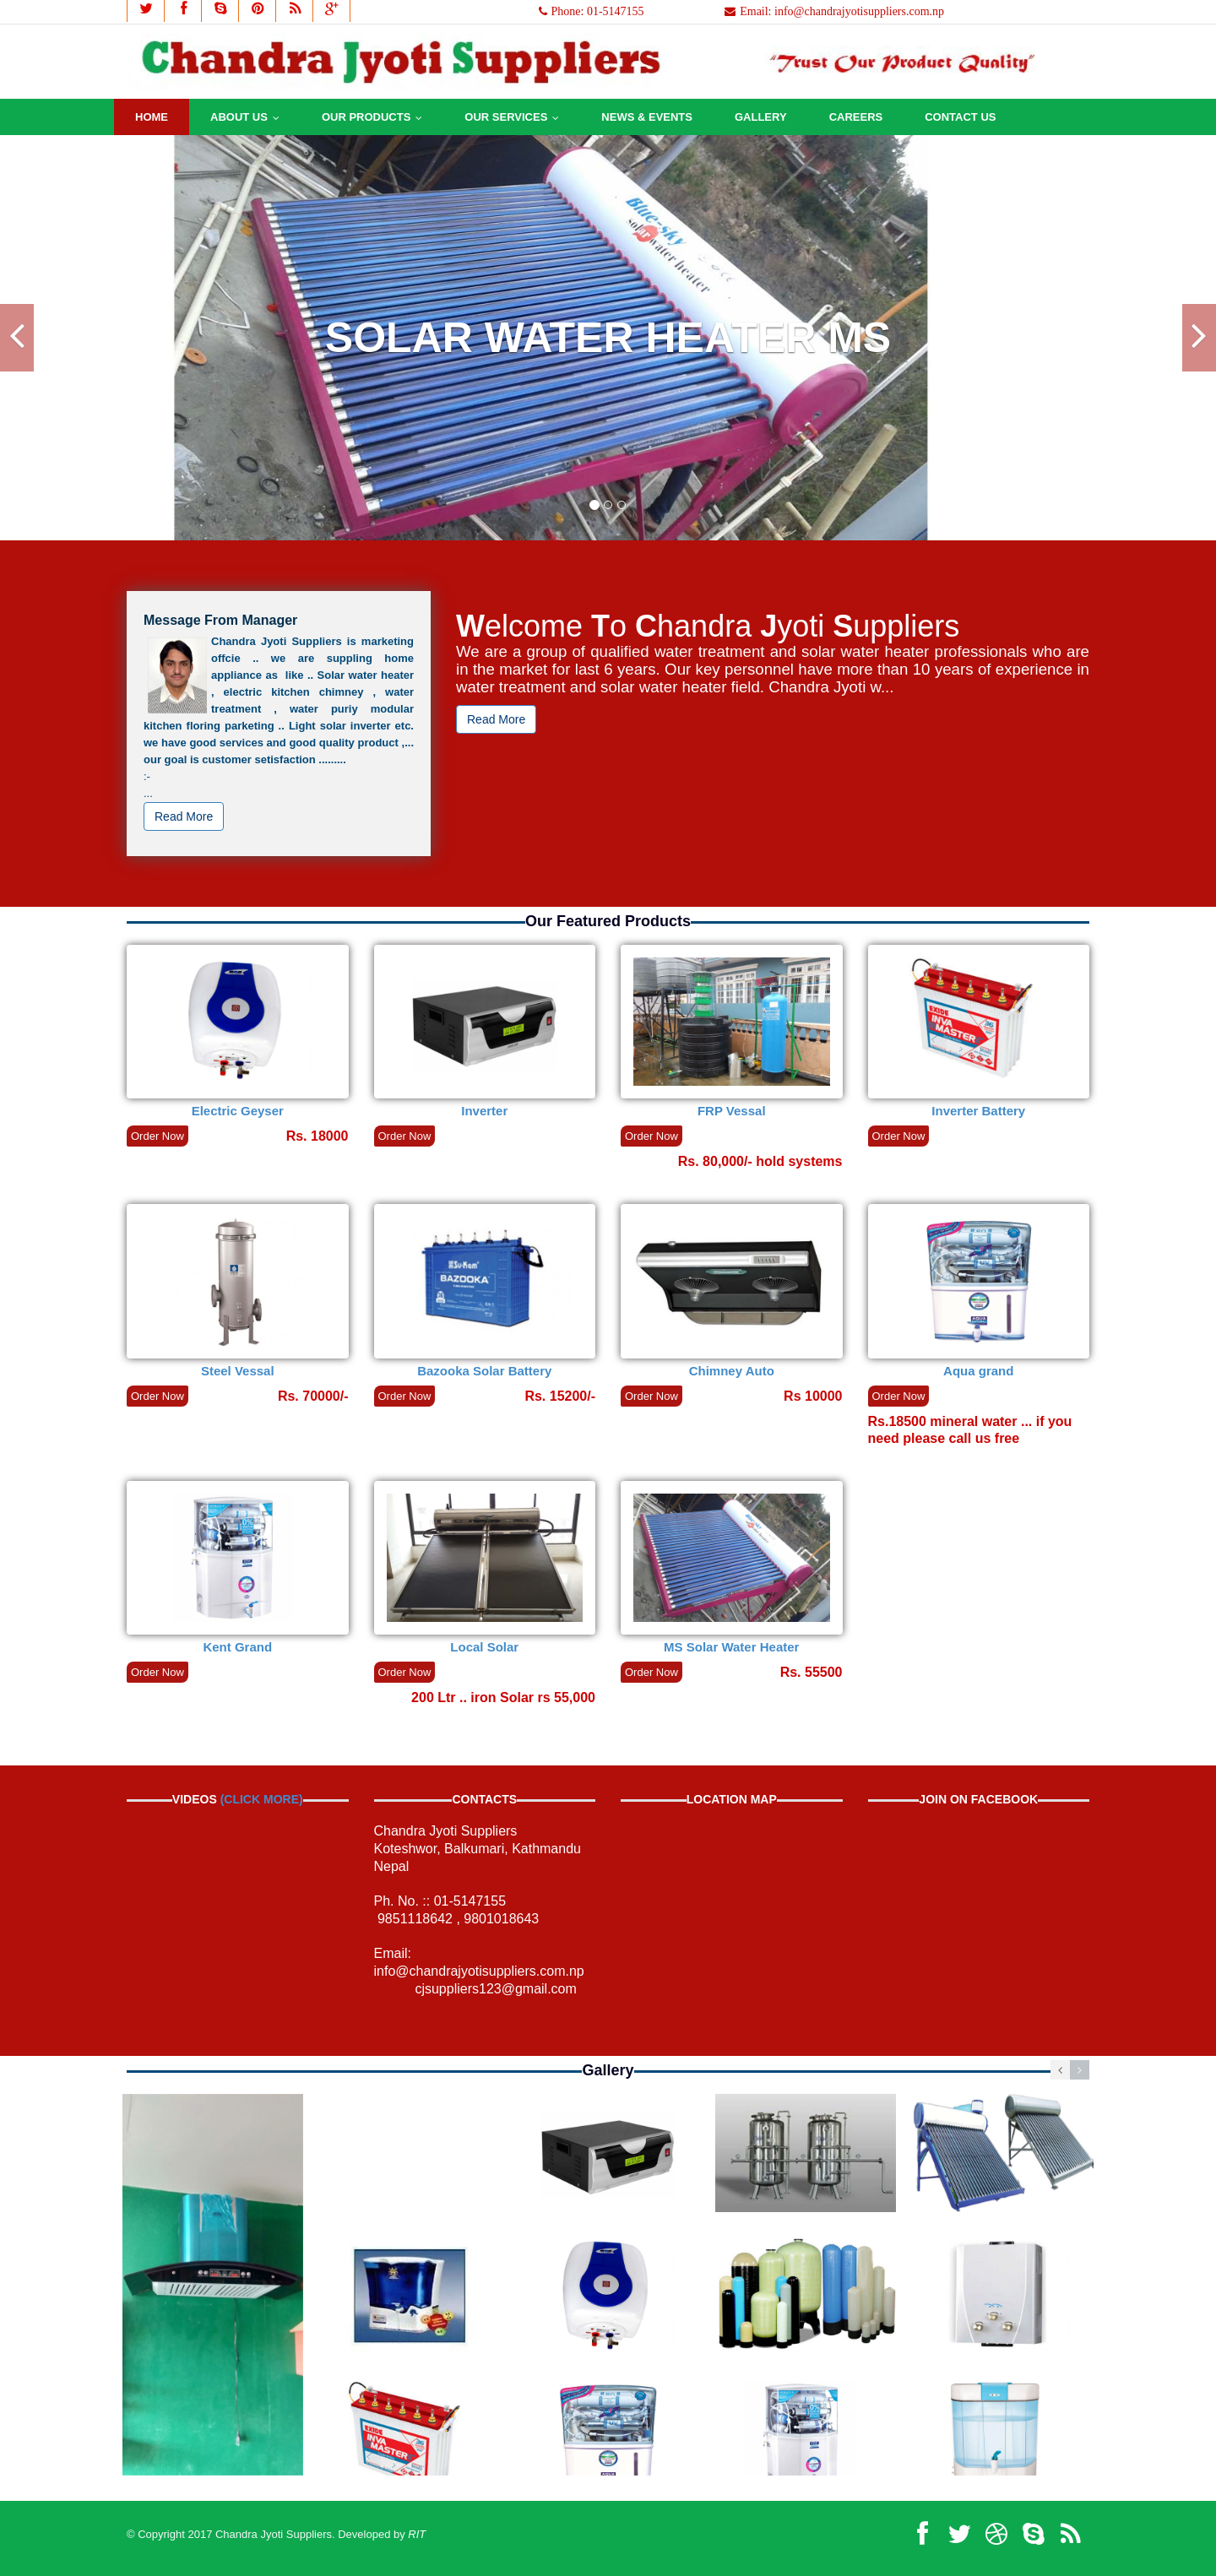 Phone: 01-5147155
Email: info@chandrajyotisuppliers.com.np
Chandra Jyoti Suppliers
“Trust Our Product Quality”
HOME
ABOUT US
OUR PRODUCTS
OUR SERVICES
NEWS & EVENTS
GALLERY
CAREERS
CONTACT US
Blue-sky
solar water heater
SOLAR WATER HEATER MS
Message From Manager
Chandra Jyoti Suppliers is marketing
offcie .. we are suppling home
appliance as like .. Solar water heater
, electric kitchen chimney , water
treatment , water puriy modular
kitchen floring parketing .. Light solar inverter etc.
we have good services and good quality product ,...
our goal is customer setisfaction .........
:-
...
Read More
Welcome To Chandra Jyoti Suppliers
We are a group of qualified water treatment and solar water heater professionals who are
in the market for last 6 years. Our key personnel have more than 10 years of experience in
water treatment and solar water heater field. Chandra Jyoti w...
Read More
Our Featured Products
EXIDE
INVA
MASTER
Electric Geyser
Inverter
FRP Vessal
Inverter Battery
Order Now
Rs. 18000
Order Now
Order Now
Order Now
Rs. 80,000/- hold systems
Su-Kam
BAZOOKA
AQUA
Steel Vessal
Bazooka Solar Battery
Chimney Auto
Aqua grand
Order Now
Rs. 70000/-
Order Now
Rs. 15200/-
Order Now
Rs 10000
Order Now
Rs.18500 mineral water ... if you
need please call us free
Kent Grand
Local Solar
MS Solar Water Heater
Order Now
Order Now
Order Now
Rs. 55500
200 Ltr .. iron Solar rs 55,000
VIDEOS (CLICK MORE)
CONTACTS
LOCATION MAP
JOIN ON FACEBOOK
Chandra Jyoti Suppliers
Koteshwor, Balkumari, Kathmandu
Nepal
Ph. No. :: 01-5147155
9851118642 , 9801018643
Email:
info@chandrajyotisuppliers.com.np
cjsuppliers123@gmail.com
Gallery
EXIDE
INVA
MASTER
AQUA
© Copyright 2017 Chandra Jyoti Suppliers. Developed by RIT